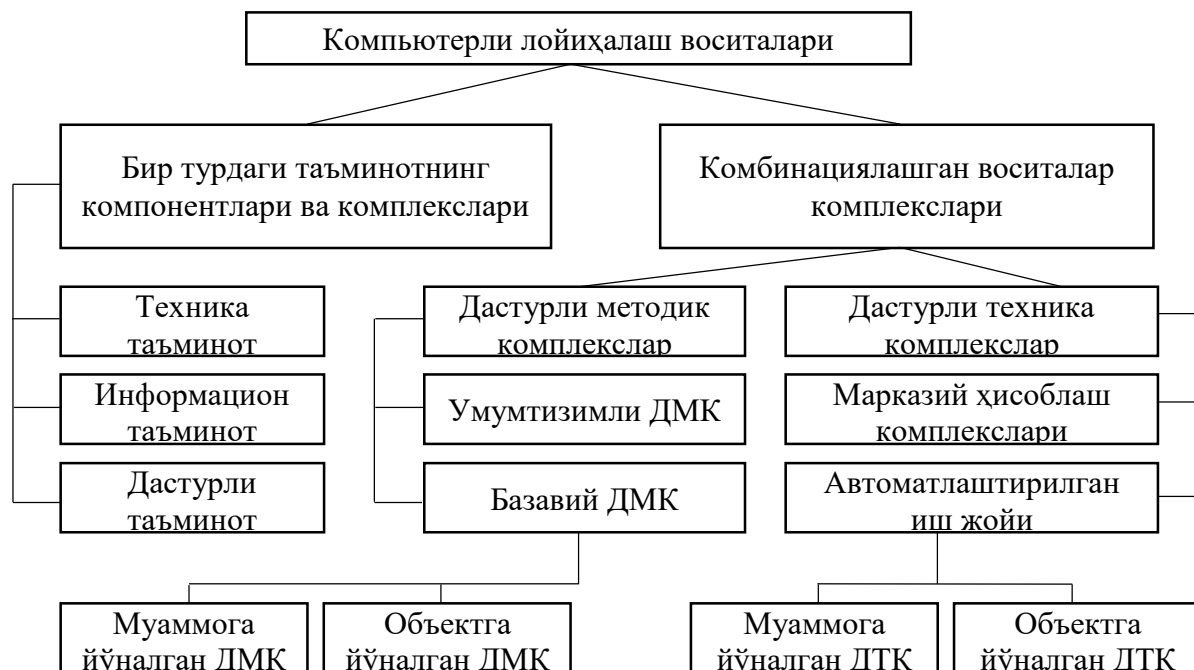 Компьютерли лойиҳалаш воситалари
Бир турдаги таъминотнинг
компонентлари ва комплекслари
Комбинациялашган воситалар
комплекслари
Техника
таъминот
Дастурли методик
комплекслар
Дастурли техника
комплекслар
Информацион
таъминот
Умумтизимли ДМК
Марказий ҳисоблаш
комплекслари
Дастурли
таъминот
Базавий ДМК
Автоматлаштирилган
иш жойи
Муаммога
йўналган ДМК
Объектга
йўналган ДМК
Муаммога
йўналган ДТК
Объектга
йўналган ДТК